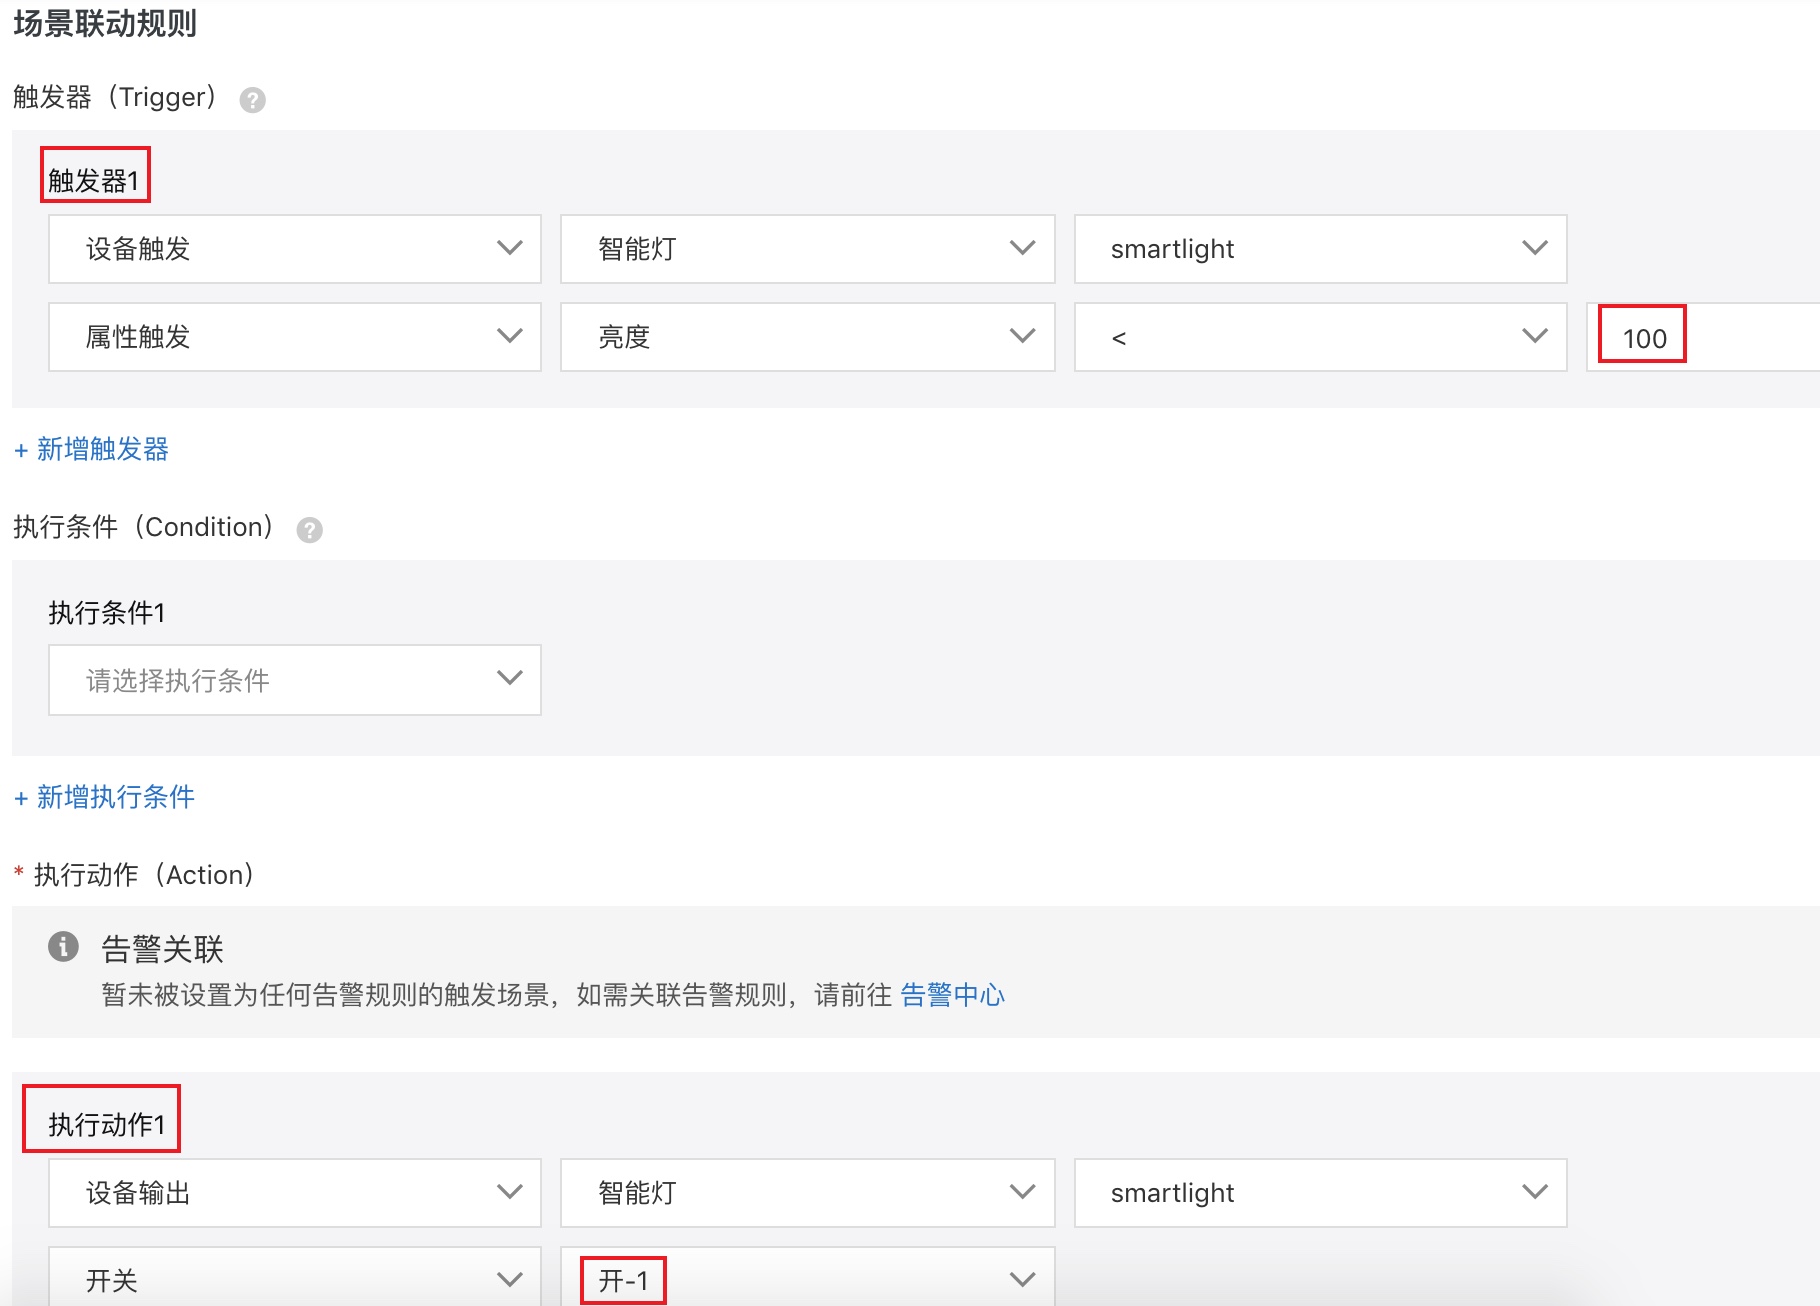 场景联动规则
触发器（Trigger） ?
触发器1
设备触发 智能灯 smartlight
属性触发 亮度 < 100
+ 新增触发器
执行条件（Condition） ?
执行条件1
请选择执行条件
+ 新增执行条件
* 执行动作（Action）
告警关联
暂未被设置为任何告警规则的触发场景，如需关联告警规则，请前往 告警中心
执行动作1
设备输出 智能灯 smartlight
开关 开-1